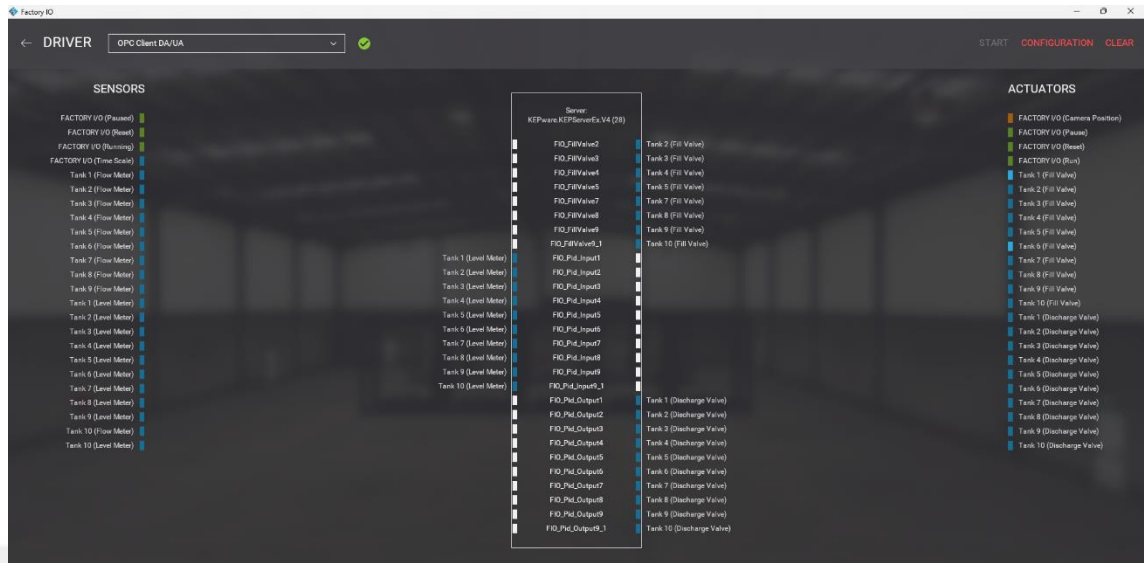 Factory IO
DRIVER OPC Client DA/UA START CONFIGURATION CLEAR
SENSORS
FACTORY I/O (Paused)
FACTORY I/O (Reset)
FACTORY I/O (Running)
FACTORY I/O (Time Scale)
Tank 1 (Flow Meter)
Tank 2 (Flow Meter)
Tank 3 (Flow Meter)
Tank 4 (Flow Meter)
Tank 5 (Flow Meter)
Tank 6 (Flow Meter)
Tank 7 (Flow Meter)
Tank 8 (Flow Meter)
Tank 9 (Flow Meter)
Tank 1 (Level Meter)
Tank 2 (Level Meter)
Tank 3 (Level Meter)
Tank 4 (Level Meter)
Tank 5 (Level Meter)
Tank 6 (Level Meter)
Tank 7 (Level Meter)
Tank 8 (Level Meter)
Tank 9 (Level Meter)
Tank 10 (Flow Meter)
Tank 10 (Level Meter)
Server:
KEPware.KEPServerEx.V4 (28)
FIO_FillValve2 Tank 2 (Fill Valve)
FIO_FillValve3 Tank 3 (Fill Valve)
FIO_FillValve4 Tank 4 (Fill Valve)
FIO_FillValve5 Tank 5 (Fill Valve)
FIO_FillValve7 Tank 7 (Fill Valve)
FIO_FillValve8 Tank 8 (Fill Valve)
FIO_FillValve9 Tank 9 (Fill Valve)
FIO_FillValve9_1 Tank 10 (Fill Valve)
Tank 1 (Level Meter) FIO_Pid_Input1
Tank 2 (Level Meter) FIO_Pid_Input2
Tank 3 (Level Meter) FIO_Pid_Input3
Tank 4 (Level Meter) FIO_Pid_Input4
Tank 5 (Level Meter) FIO_Pid_Input5
Tank 6 (Level Meter) FIO_Pid_Input6
Tank 7 (Level Meter) FIO_Pid_Input7
Tank 8 (Level Meter) FIO_Pid_Input8
Tank 9 (Level Meter) FIO_Pid_Input9
Tank 10 (Level Meter) FIO_Pid_Input9_1
FIO_Pid_Output1 Tank 1 (Discharge Valve)
FIO_Pid_Output2 Tank 2 (Discharge Valve)
FIO_Pid_Output3 Tank 3 (Discharge Valve)
FIO_Pid_Output4 Tank 4 (Discharge Valve)
FIO_Pid_Output5 Tank 5 (Discharge Valve)
FIO_Pid_Output6 Tank 6 (Discharge Valve)
FIO_Pid_Output7 Tank 7 (Discharge Valve)
FIO_Pid_Output8 Tank 8 (Discharge Valve)
FIO_Pid_Output9 Tank 9 (Discharge Valve)
FIO_Pid_Output9_1 Tank 10 (Discharge Valve)
ACTUATORS
FACTORY I/O (Camera Position)
FACTORY I/O (Pause)
FACTORY I/O (Reset)
FACTORY I/O (Run)
Tank 1 (Fill Valve)
Tank 2 (Fill Valve)
Tank 3 (Fill Valve)
Tank 4 (Fill Valve)
Tank 5 (Fill Valve)
Tank 6 (Fill Valve)
Tank 7 (Fill Valve)
Tank 8 (Fill Valve)
Tank 9 (Fill Valve)
Tank 10 (Fill Valve)
Tank 1 (Discharge Valve)
Tank 2 (Discharge Valve)
Tank 3 (Discharge Valve)
Tank 4 (Discharge Valve)
Tank 5 (Discharge Valve)
Tank 6 (Discharge Valve)
Tank 7 (Discharge Valve)
Tank 8 (Discharge Valve)
Tank 9 (Discharge Valve)
Tank 10 (Discharge Valve)